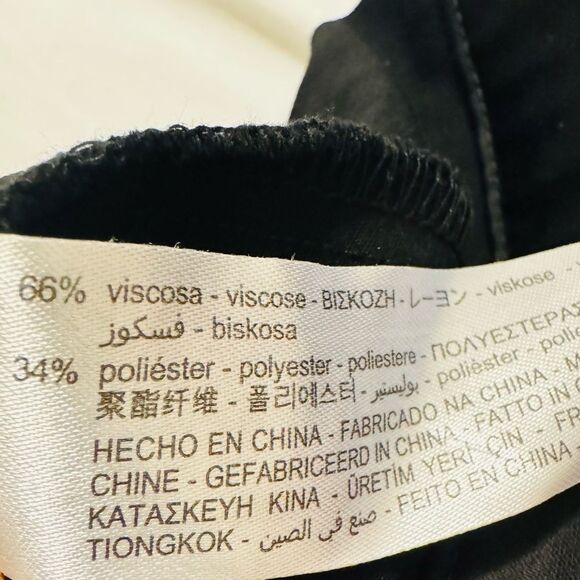 66% viscosa - viscose - ΒΙΣΚΟΖΗ - レーヨン - viskose -
فسكوز - biskosa
34% poliéster - polyester - poliestere - ΠΟΛΥΕΣΤΕΡΑΣ
聚酯纤维 - 폴리에스터 - بوليستير - poliester -
HECHO EN CHINA - FABRICADO NA CHINA -
CHINE - GEFABRICEERD IN CHINA - FATTO IN
ΚΑΤΑΣΚΕΥΗ ΚΙΝΑ - ÜRETİM YERİ ÇİN -
TIONGKOK - صنع في الصين - FEITO EN CHINA